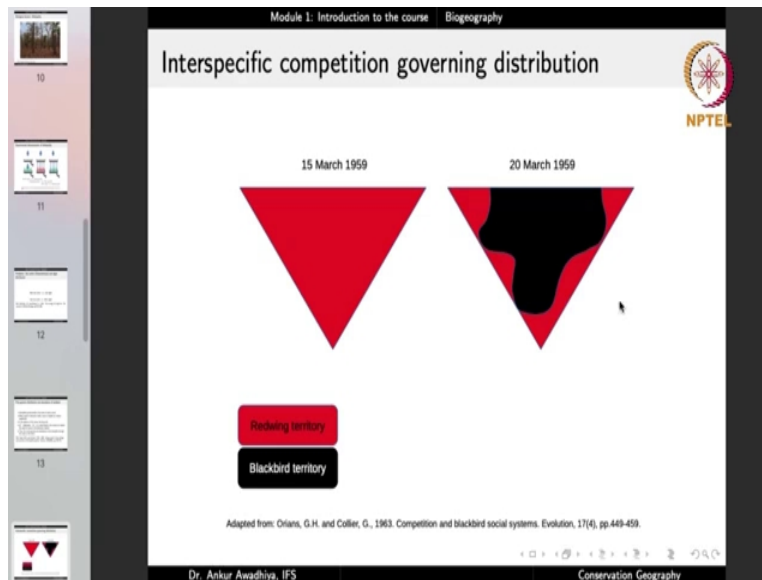 Module 1: Introduction to the course Biogeography
Interspecific competition governing distribution
NPTEL
15 March 1959 20 March 1959
Redwing territory
Blackbird territory
Adapted from: Orians, G.H. and Collier, G., 1963. Competition and blackbird social systems. Evolution, 17(4), pp.449-459.
Dr. Ankur Awadhiya, IFS Conservation Geography
10
11
12
13